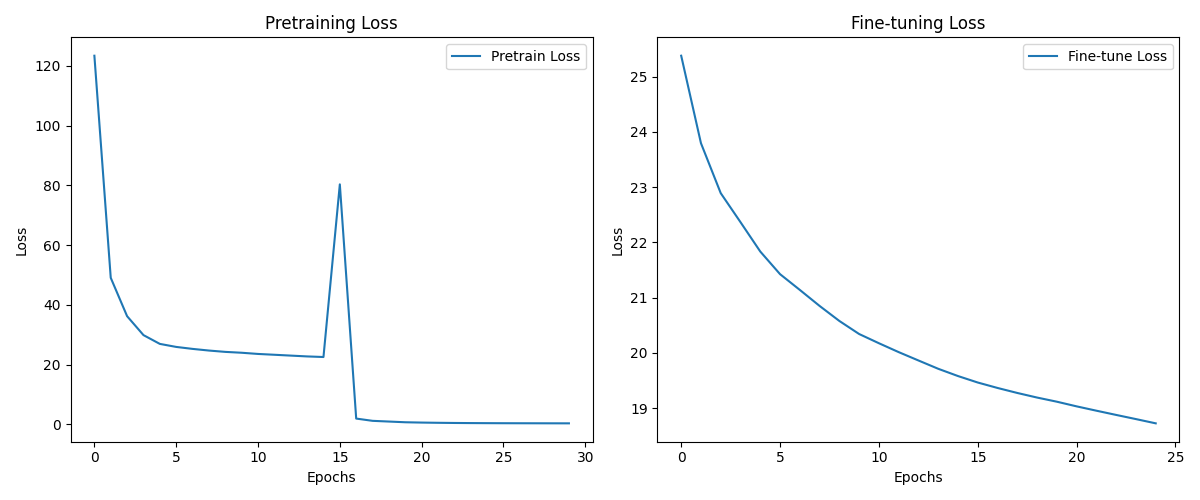 Pretraining Loss
Pretrain Loss
120
100
80
60
40
20
0
Loss
0 5 10 15 20 25 30
Epochs
Fine-tuning Loss
Fine-tune Loss
25
24
23
22
21
20
19
Loss
0 5 10 15 20 25
Epochs